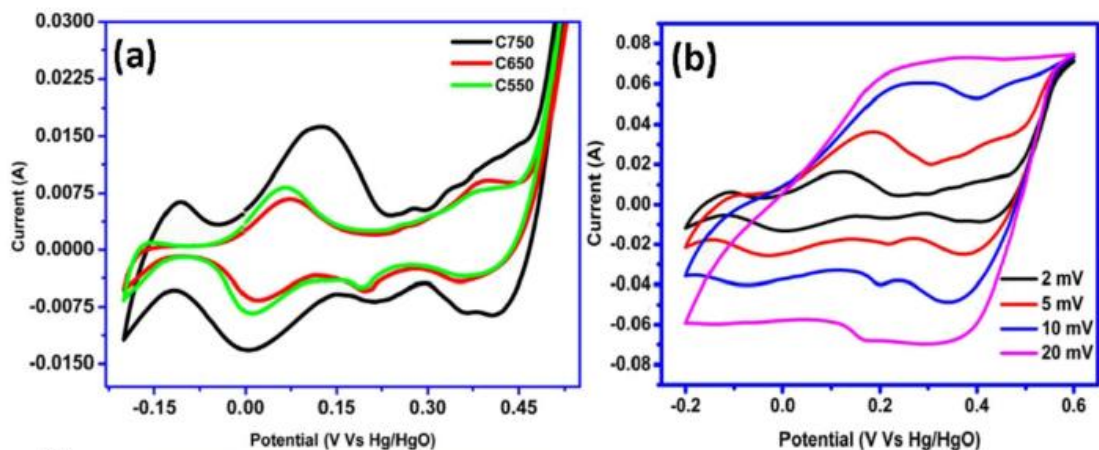 (a)
C750
C650
C550
0.0300
0.0225
0.0150
0.0075
0.0000
-0.0075
-0.0150
Current (A)
-0.15 0.00 0.15 0.30 0.45
Potential (V Vs Hg/HgO)
(b)
0.08
0.06
0.04
0.02
0.00
-0.02
-0.04
-0.06
-0.08
Current (A)
2 mV
5 mV
10 mV
20 mV
-0.2 0.0 0.2 0.4 0.6
Potential (V Vs Hg/HgO)